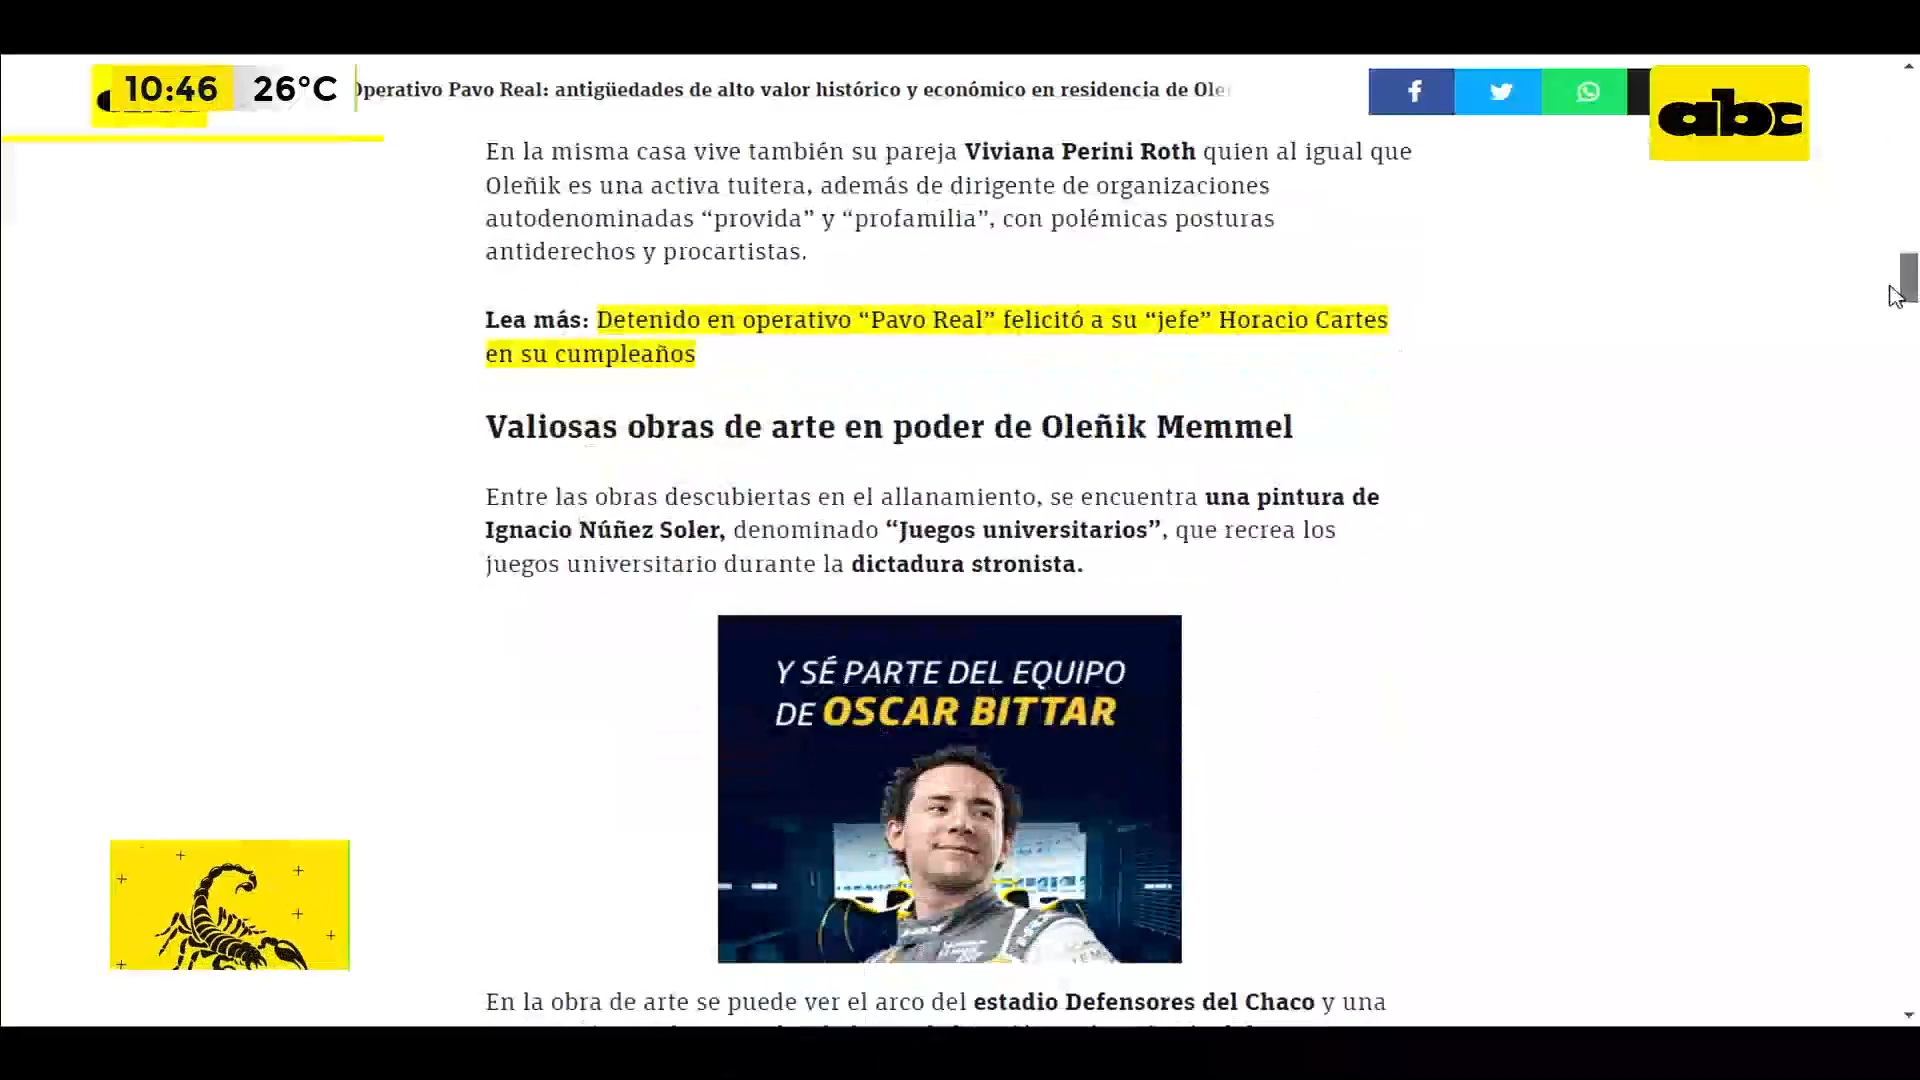 10:46 26°C
Operativo Pavo Real: antigüedades de alto valor histórico y económico en residencia de Ole
abc
En la misma casa vive también su pareja Viviana Perini Roth quien al igual que
Oleñik es una activa tuitera, además de dirigente de organizaciones
autodenominadas “provida” y “profamilia”, con polémicas posturas
antiderechos y procartistas.
Lea más: Detenido en operativo “Pavo Real” felicitó a su “jefe” Horacio Cartes
en su cumpleaños
Valiosas obras de arte en poder de Oleñik Memmel
Entre las obras descubiertas en el allanamiento, se encuentra una pintura de
Ignacio Núñez Soler, denominado “Juegos universitarios”, que recrea los
juegos universitario durante la dictadura stronista.
Y SÉ PARTE DEL EQUIPO
DE OSCAR BITTAR
En la obra de arte se puede ver el arco del estadio Defensores del Chaco y una